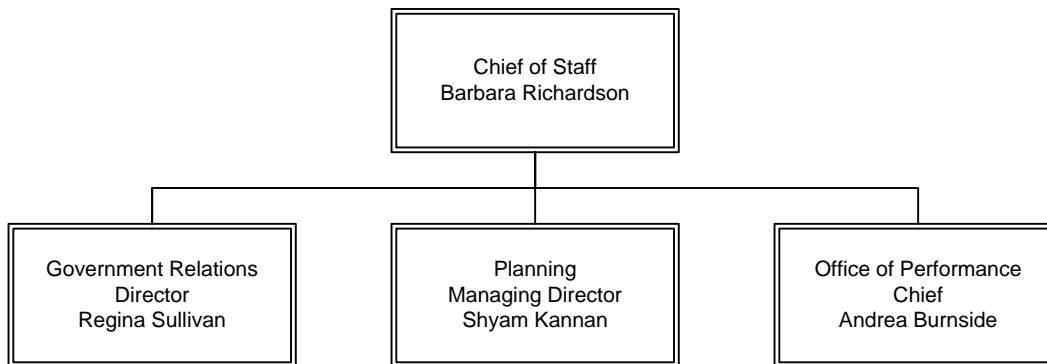 Chief of Staff
Barbara Richardson
Government Relations
Director
Regina Sullivan
Planning
Managing Director
Shyam Kannan
Office of Performance
Chief
Andrea Burnside